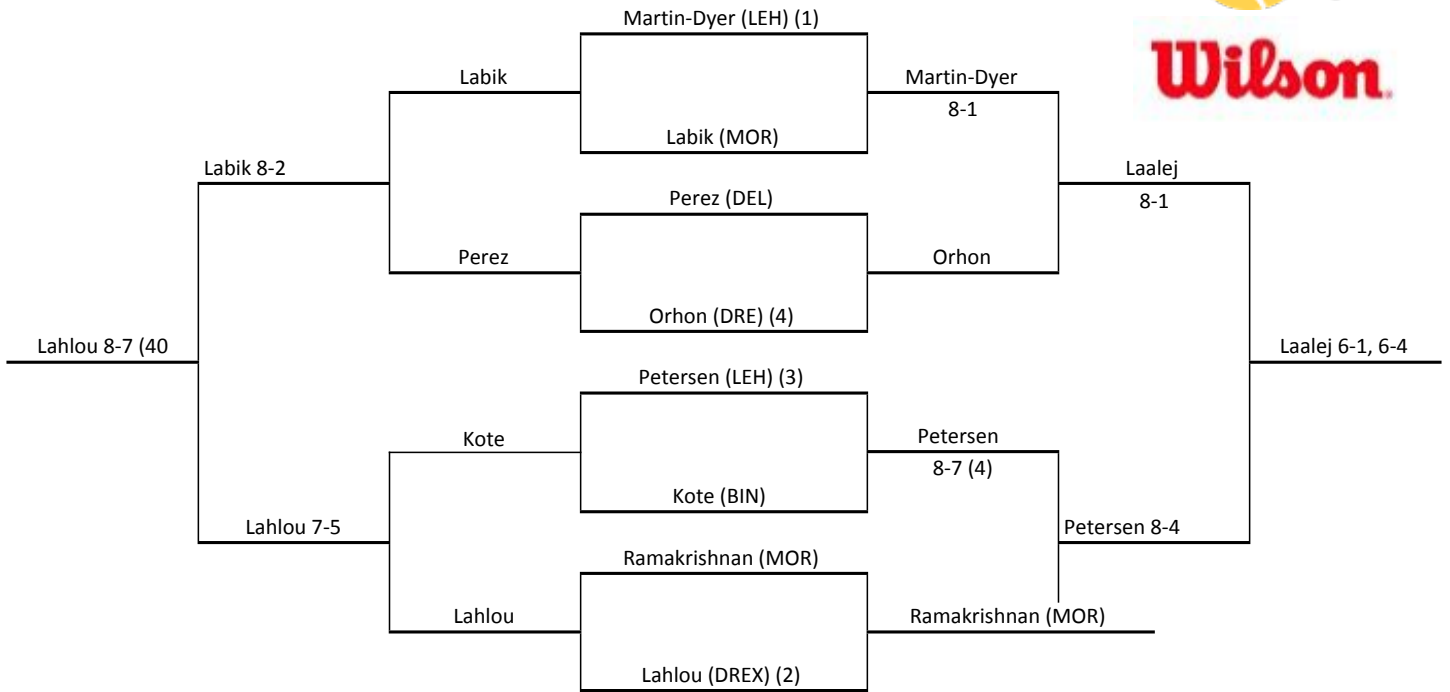 Martin-Dyer (LEH) (1)
Wilson
Labik
Martin-Dyer
8-1
Labik (MOR)
Labik 8-2
Laalej
8-1
Perez (DEL)
Perez
Orhon
Orhon (DRE) (4)
Lahlou 8-7 (40
Laalej 6-1, 6-4
Petersen (LEH) (3)
Kote
Petersen
8-7 (4)
Kote (BIN)
Lahlou 7-5
Petersen 8-4
Ramakrishnan (MOR)
Lahlou
Ramakrishnan (MOR)
Lahlou (DREX) (2)